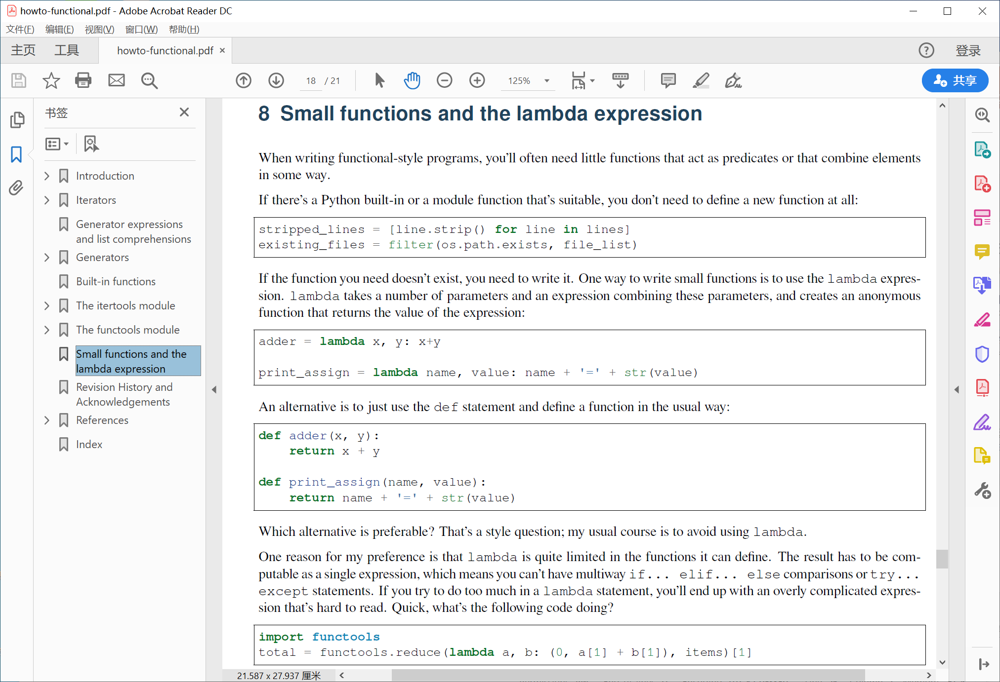 howto-functional.pdf - Adobe Acrobat Reader DC
文件(F) 编辑(E) 视图(V) 窗口(W) 帮助(H)
主页 工具 howto-functional.pdf × ? 登录
18 / 21 125% 共享
书签
Introduction
Iterators
Generator expressions
and list comprehensions
Generators
Built-in functions
The itertools module
The functools module
Small functions and the
lambda expression
Revision History and
Acknowledgements
References
Index
8 Small functions and the lambda expression
When writing functional-style programs, you’ll often need little functions that act as predicates or that combine elements
in some way.
If there’s a Python built-in or a module function that’s suitable, you don’t need to define a new function at all:
stripped_lines = [line.strip() for line in lines]
existing_files = filter(os.path.exists, file_list)
If the function you need doesn’t exist, you need to write it. One way to write small functions is to use the lambda expres-
sion. lambda takes a number of parameters and an expression combining these parameters, and creates an anonymous
function that returns the value of the expression:
adder = lambda x, y: x+y
print_assign = lambda name, value: name + '=' + str(value)
An alternative is to just use the def statement and define a function in the usual way:
def adder(x, y):
    return x + y
def print_assign(name, value):
    return name + '=' + str(value)
Which alternative is preferable? That’s a style question; my usual course is to avoid using lambda.
One reason for my preference is that lambda is quite limited in the functions it can define. The result has to be com-
putable as a single expression, which means you can’t have multiway if... elif... else comparisons or try...
except statements. If you try to do too much in a lambda statement, you’ll end up with an overly complicated expres-
sion that’s hard to read. Quick, what’s the following code doing?
import functools
total = functools.reduce(lambda a, b: (0, a[1] + b[1]), items)[1]
21.587 x 27.937 厘米